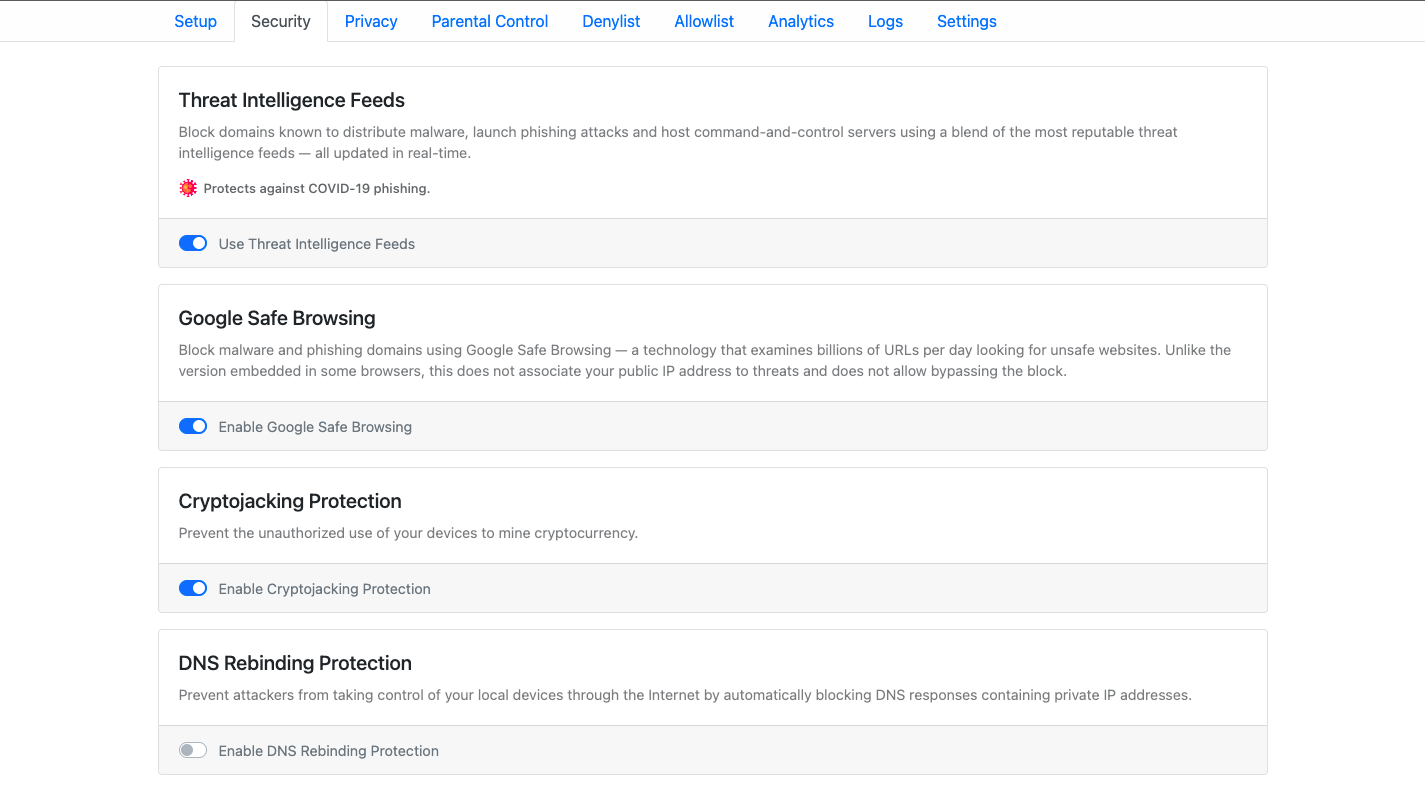 Setup Security Privacy Parental Control Denylist Allowlist Analytics Logs Settings
Threat Intelligence Feeds
Block domains known to distribute malware, launch phishing attacks and host command-and-control servers using a blend of the most reputable threat
intelligence feeds — all updated in real-time.
Protects against COVID-19 phishing.
Use Threat Intelligence Feeds
Google Safe Browsing
Block malware and phishing domains using Google Safe Browsing — a technology that examines billions of URLs per day looking for unsafe websites. Unlike the
version embedded in some browsers, this does not associate your public IP address to threats and does not allow bypassing the block.
Enable Google Safe Browsing
Cryptojacking Protection
Prevent the unauthorized use of your devices to mine cryptocurrency.
Enable Cryptojacking Protection
DNS Rebinding Protection
Prevent attackers from taking control of your local devices through the Internet by automatically blocking DNS responses containing private IP addresses.
Enable DNS Rebinding Protection